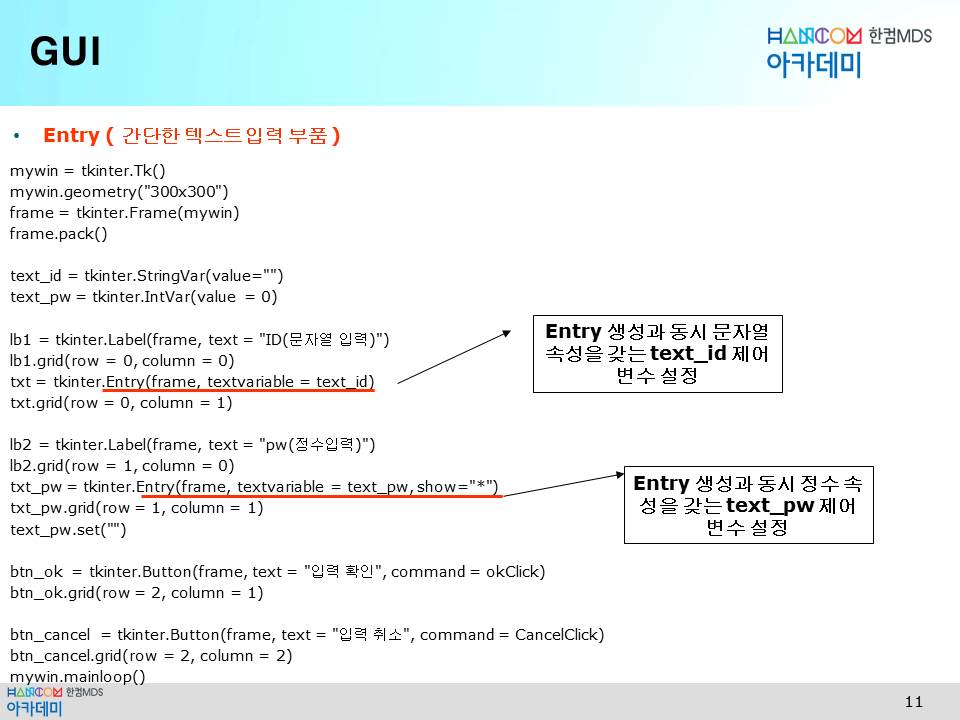 GUI
HANCOM 한컴MDS
아카데미
• Entry ( 간단한 텍스트입력 부품 )
mywin = tkinter.Tk()
mywin.geometry("300x300")
frame = tkinter.Frame(mywin)
frame.pack()
text_id = tkinter.StringVar(value="")
text_pw = tkinter.IntVar(value = 0)
lb1 = tkinter.Label(frame, text = "ID(문자열 입력)")
lb1.grid(row = 0, column = 0)
txt = tkinter.Entry(frame, textvariable = text_id)
txt.grid(row = 0, column = 1)
Entry 생성과 동시 문자열
속성을 갖는 text_id 제어
변수 설정
lb2 = tkinter.Label(frame, text = "pw(정수입력)")
lb2.grid(row = 1, column = 0)
txt_pw = tkinter.Entry(frame, textvariable = text_pw, show="*")
txt_pw.grid(row = 1, column = 1)
text_pw.set("")
Entry 생성과 동시 정수 속
성을 갖는 text_pw 제어
변수 설정
btn_ok = tkinter.Button(frame, text = "입력 확인", command = okClick)
btn_ok.grid(row = 2, column = 1)
btn_cancel = tkinter.Button(frame, text = "입력 취소", command = CancelClick)
btn_cancel.grid(row = 2, column = 2)
mywin.mainloop()
HANCOM 한컴MDS
아카데미
11